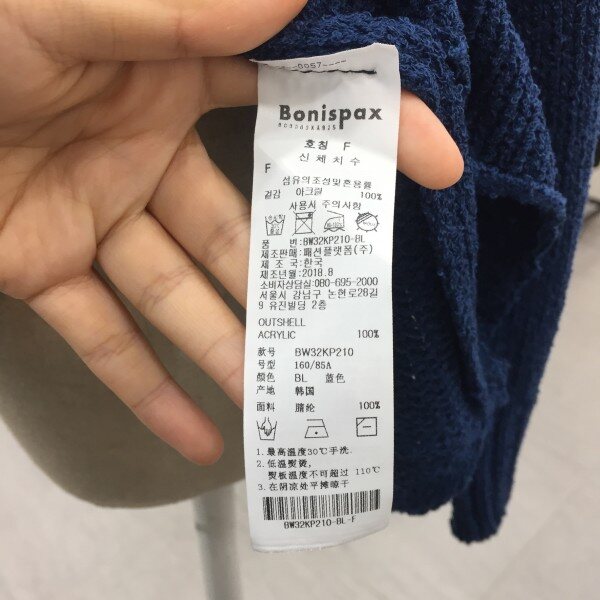 Bonispax
호칭 F
신체치수
F
섬유의조성및혼용율
겉감 아크릴 100%
사용시 주의사항
품 번:BW32KP210-BL
제조판매:패션플랫폼(주)
제 조 국:한국
제조년월:2018.8
소비자상담실:080-695-2000
서울시 강남구 논현로28길
9 유진빌딩 2층
OUTSHELL
ACRYLIC 100%
款号 BW32KP210
号型 160/85A
颜色 BL 蓝色
产地 韩国
面料 腈纶 100%
1.最高温度30℃手洗.
2.低温熨烫,
熨板温度不可超过 110℃
3.在阴凉处平摊晾干
BW32KP210-BL-F